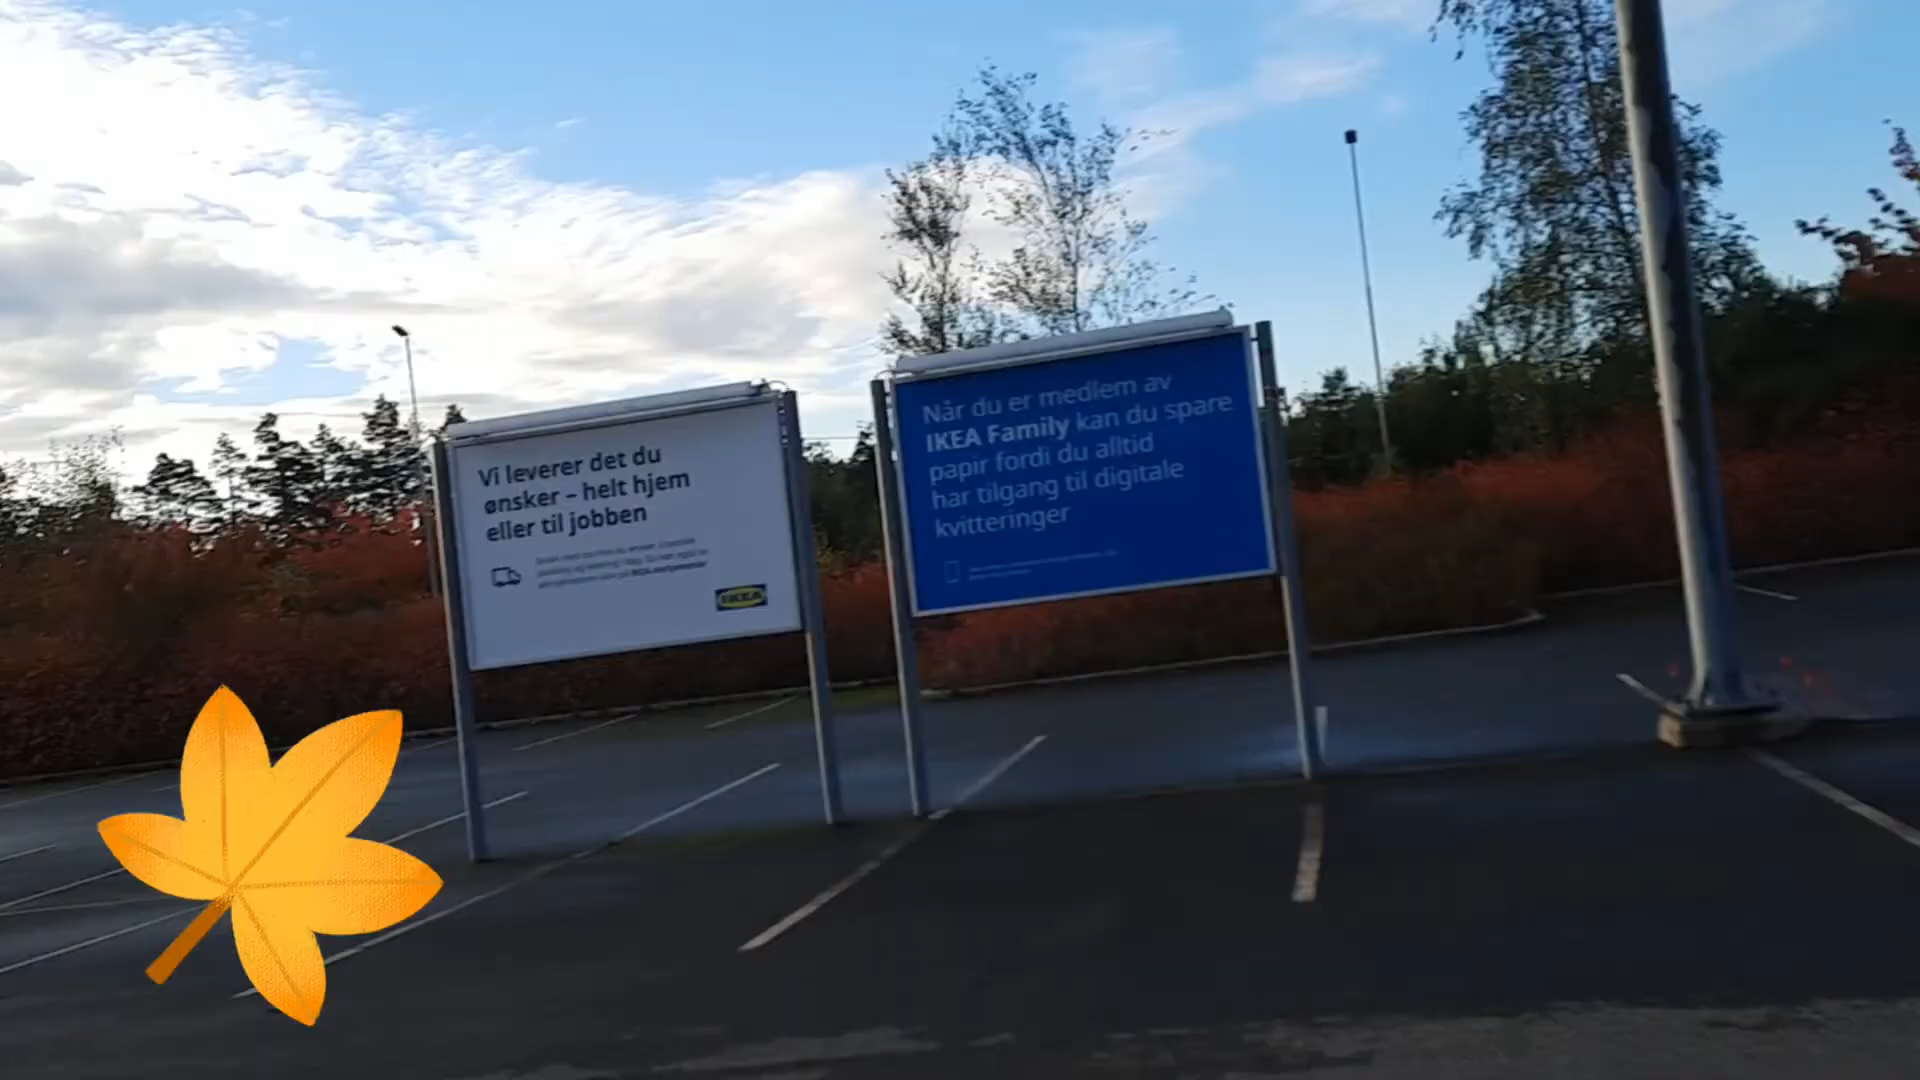 Vi leverer det du
ønsker – helt hjem
eller til jobben
IKEA
Når du er medlem av
IKEA Family kan du spare
papir fordi du alltid
har tilgang til digitale
kvitteringer